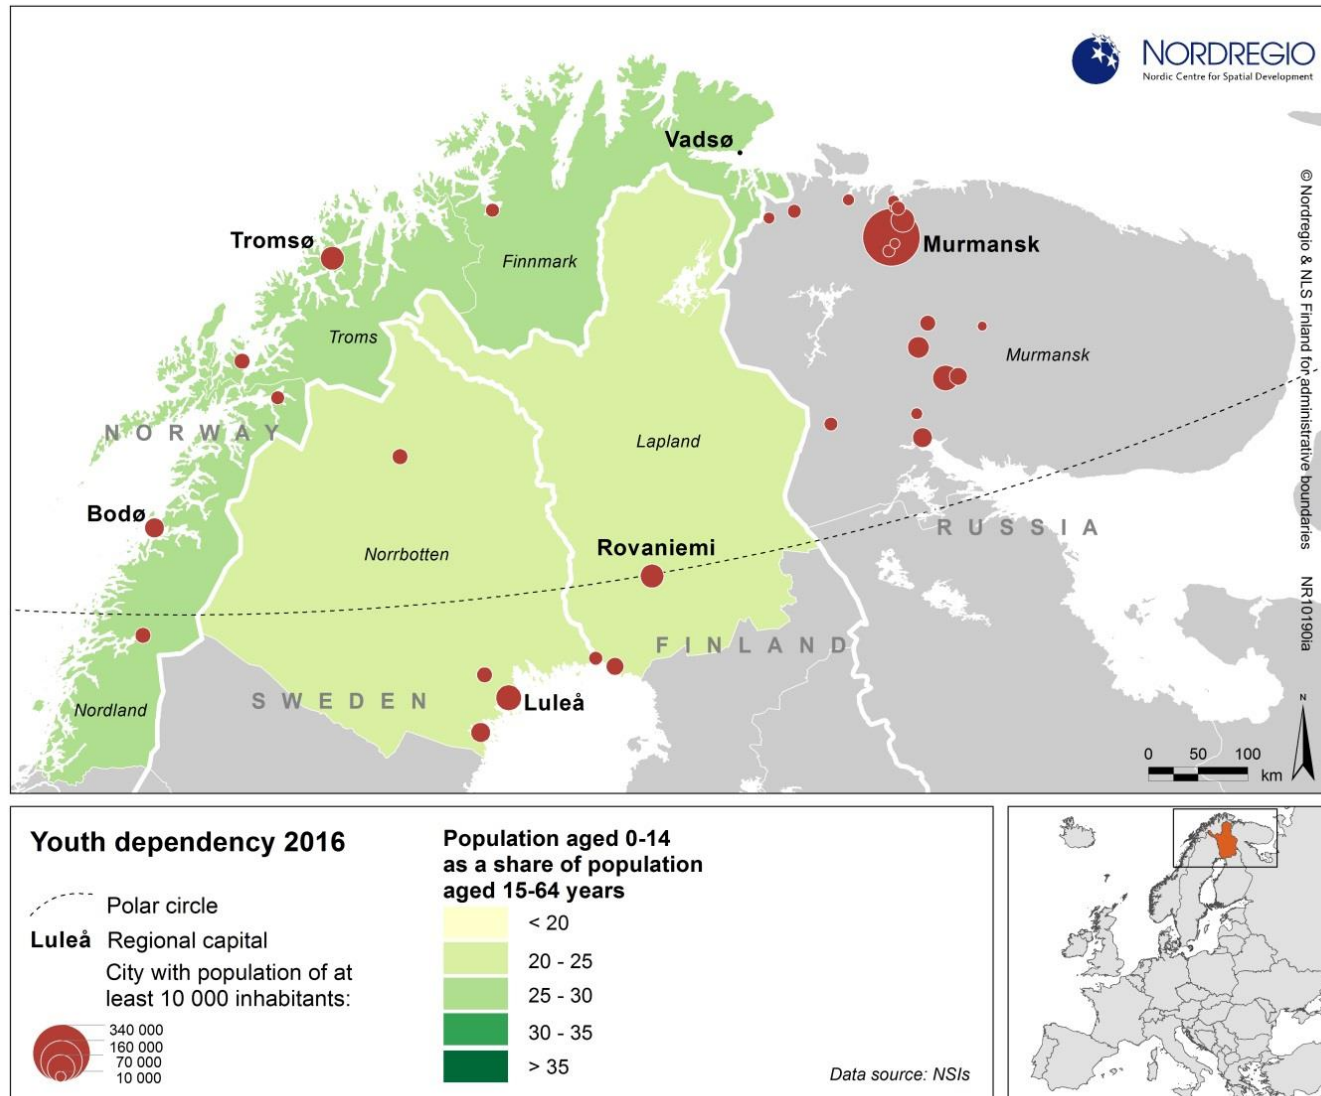 NORDREGIO
Nordic Centre for Spatial Development
Vadsø
Tromsø
Murmansk
Finnmark
Troms
Murmansk
NORWAY
Lapland
Bodø
Norrbotten
Rovaniemi
RUSSIA
FINLAND
SWEDEN
Luleå
Nordland
© Nordregio & NLS Finland for administrative boundaries NR10190ia
N
0 50 100
km
Youth dependency 2016
Polar circle
Luleå Regional capital
City with population of at
least 10 000 inhabitants:
340 000
160 000
70 000
10 000
Population aged 0-14
as a share of population
aged 15-64 years
< 20
20 - 25
25 - 30
30 - 35
> 35
Data source: NSIs